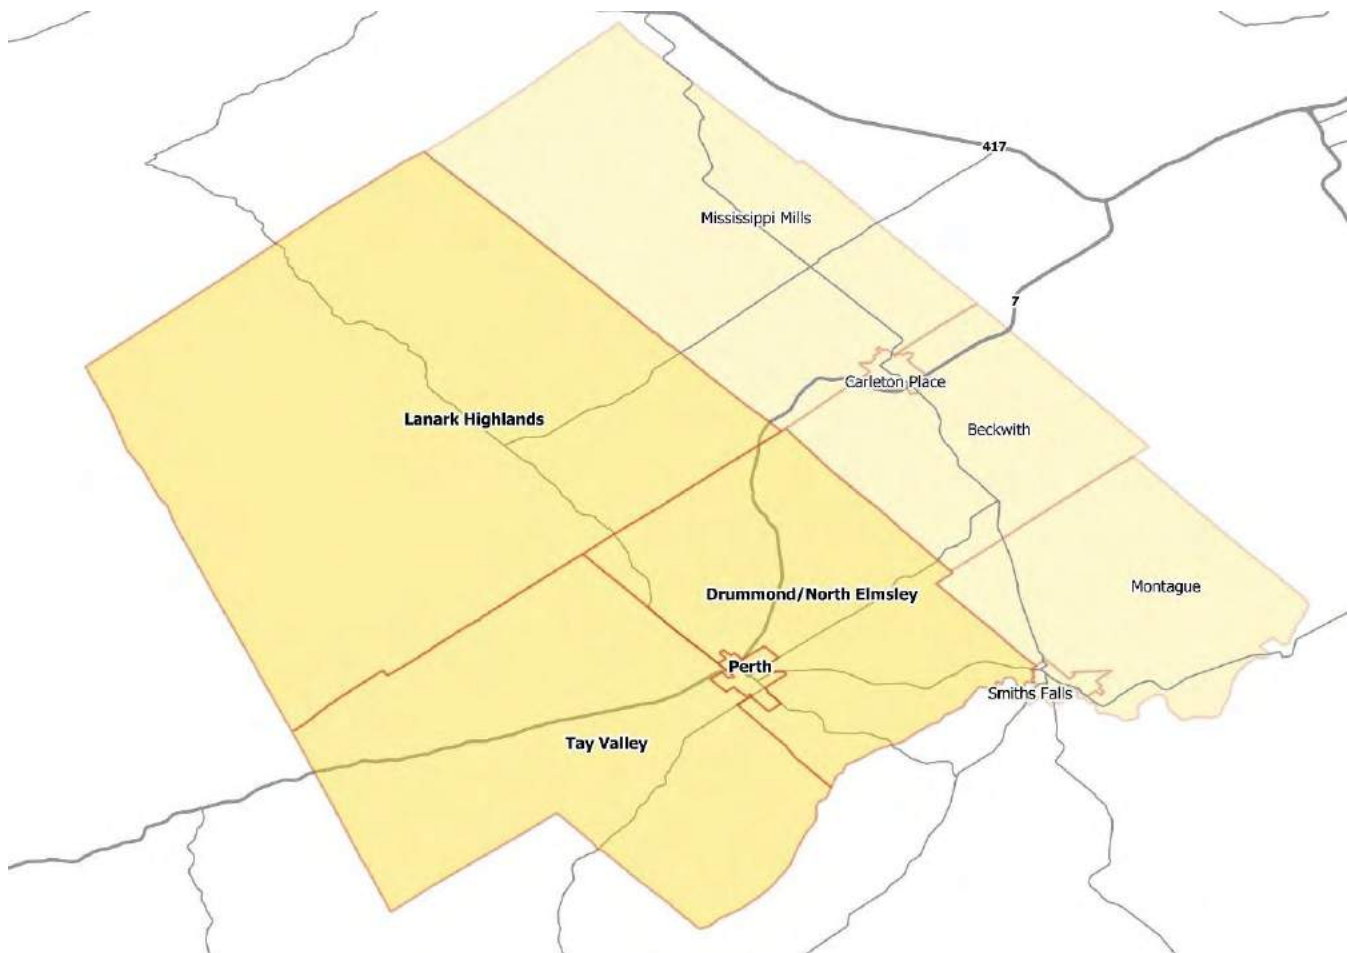 417
Mississippi Mills
7
Carleton Place
Lanark Highlands
Beckwith
Montague
Drummond/North Elmsley
Perth
Smiths Falls
Tay Valley